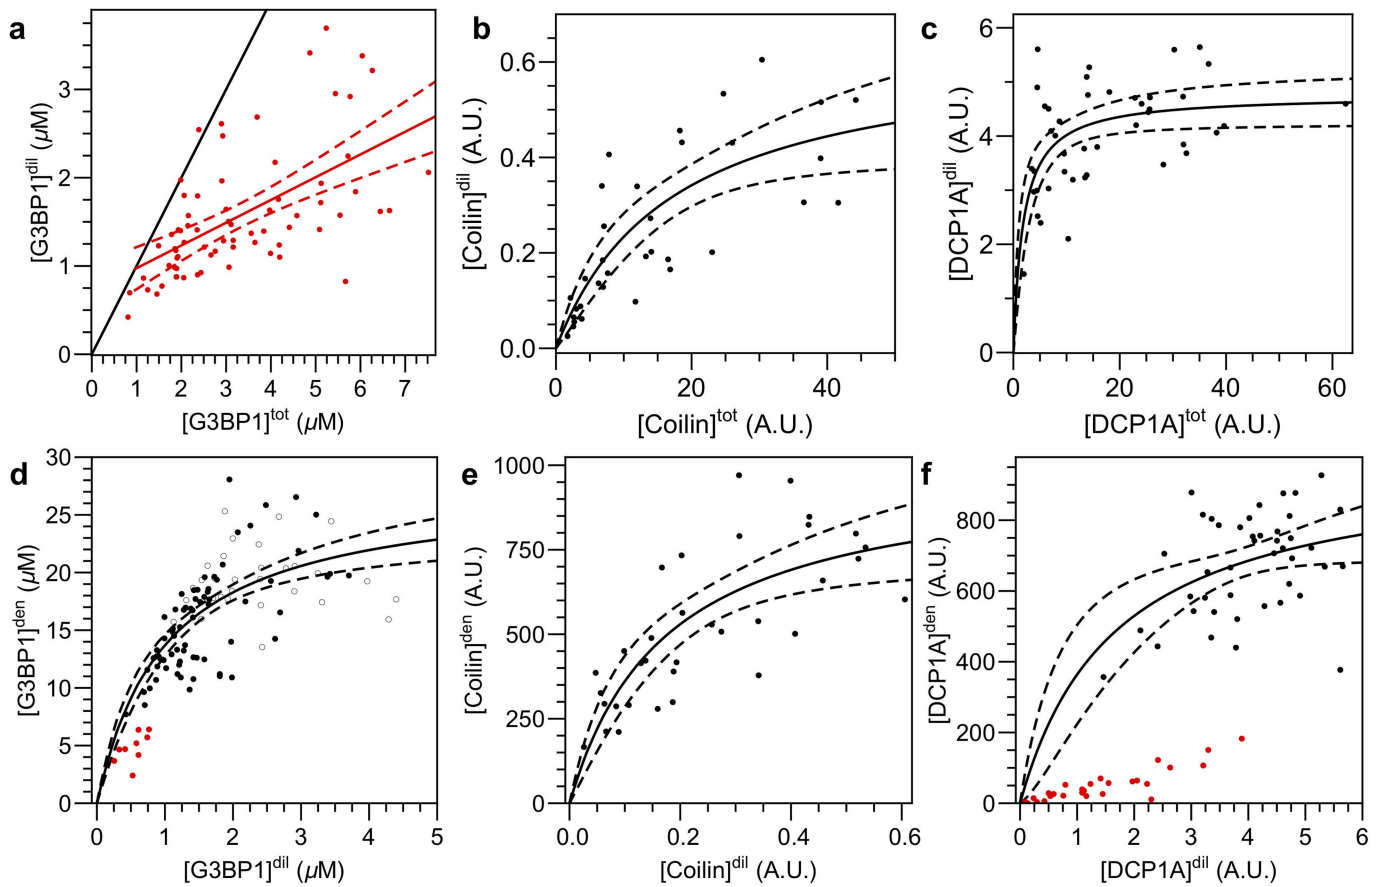 a
[G3BP1]dil (μM)
3
2
1
0
0 1 2 3 4 5 6 7
[G3BP1]tot (μM)
b
[Coilin]dil (A.U.)
0.6
0.4
0.2
0.0
0 20 40
[Coilin]tot (A.U.)
c
[DCP1A]dil (A.U.)
6
4
2
0
0 20 40 60
[DCP1A]tot (A.U.)
d
[G3BP1]den (μM)
30
25
20
15
10
5
0
0 1 2 3 4 5
[G3BP1]dil (μM)
e
[Coilin]den (A.U.)
1000
750
500
250
0
0.0 0.2 0.4 0.6
[Coilin]dil (A.U.)
f
[DCP1A]den (A.U.)
800
600
400
200
0
0 1 2 3 4 5 6
[DCP1A]dil (A.U.)